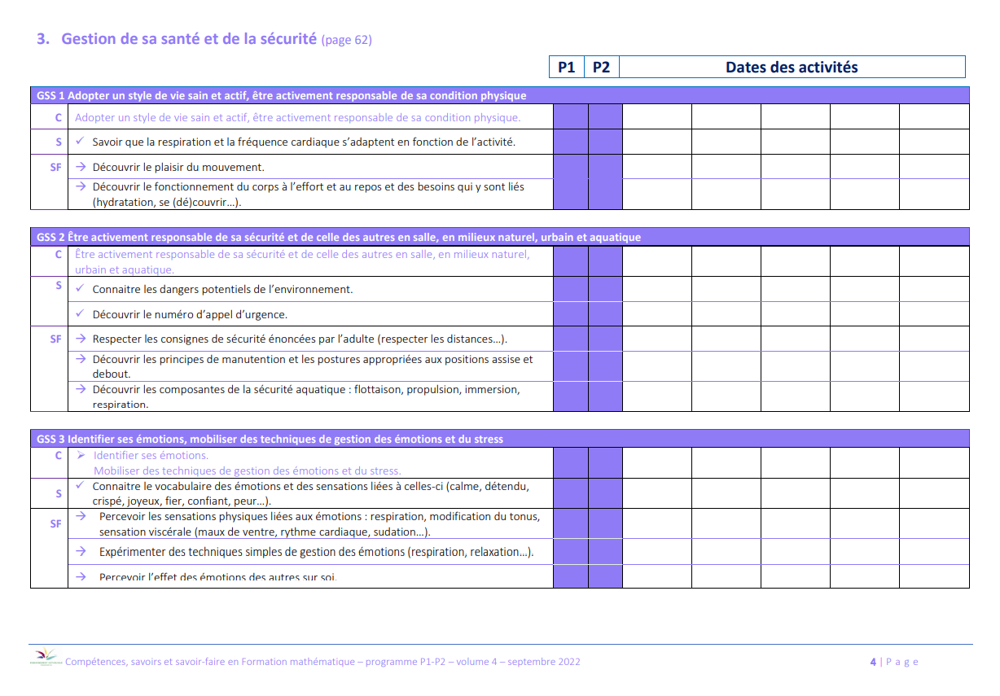 3. Gestion de sa santé et de la sécurité (page 62)
P1 P2 Dates des activités
GSS 1 Adopter un style de vie sain et actif, être activement responsable de sa condition physique
C Adopter un style de vie sain et actif, être activement responsable de sa condition physique.
S ✓ Savoir que la respiration et la fréquence cardiaque s’adaptent en fonction de l’activité.
SF → Découvrir le plaisir du mouvement.
→ Découvrir le fonctionnement du corps à l’effort et au repos et des besoins qui y sont liés
(hydratation, se (dé)couvrir…).
GSS 2 Être activement responsable de sa sécurité et de celle des autres en salle, en milieux naturel, urbain et aquatique
C Être activement responsable de sa sécurité et de celle des autres en salle, en milieux naturel,
urbain et aquatique.
S ✓ Connaitre les dangers potentiels de l’environnement.
✓ Découvrir le numéro d’appel d’urgence.
SF → Respecter les consignes de sécurité énoncées par l’adulte (respecter les distances…).
→ Découvrir les principes de manutention et les postures appropriées aux positions assise et
debout.
→ Découvrir les composantes de la sécurité aquatique : flottaison, propulsion, immersion,
respiration.
GSS 3 Identifier ses émotions, mobiliser des techniques de gestion des émotions et du stress
C ➢ Identifier ses émotions.
Mobiliser des techniques de gestion des émotions et du stress.
S ✓ Connaitre le vocabulaire des émotions et des sensations liées à celles-ci (calme, détendu,
crispé, joyeux, fier, confiant, peur…).
SF → Percevoir les sensations physiques liées aux émotions : respiration, modification du tonus,
sensation viscérale (maux de ventre, rythme cardiaque, sudation…).
→ Expérimenter des techniques simples de gestion des émotions (respiration, relaxation…).
→ Percevoir l’effet des émotions des autres sur soi.
Compétences, savoirs et savoir-faire en Formation mathématique – programme P1-P2 – volume 4 – septembre 2022
4 | P a g e